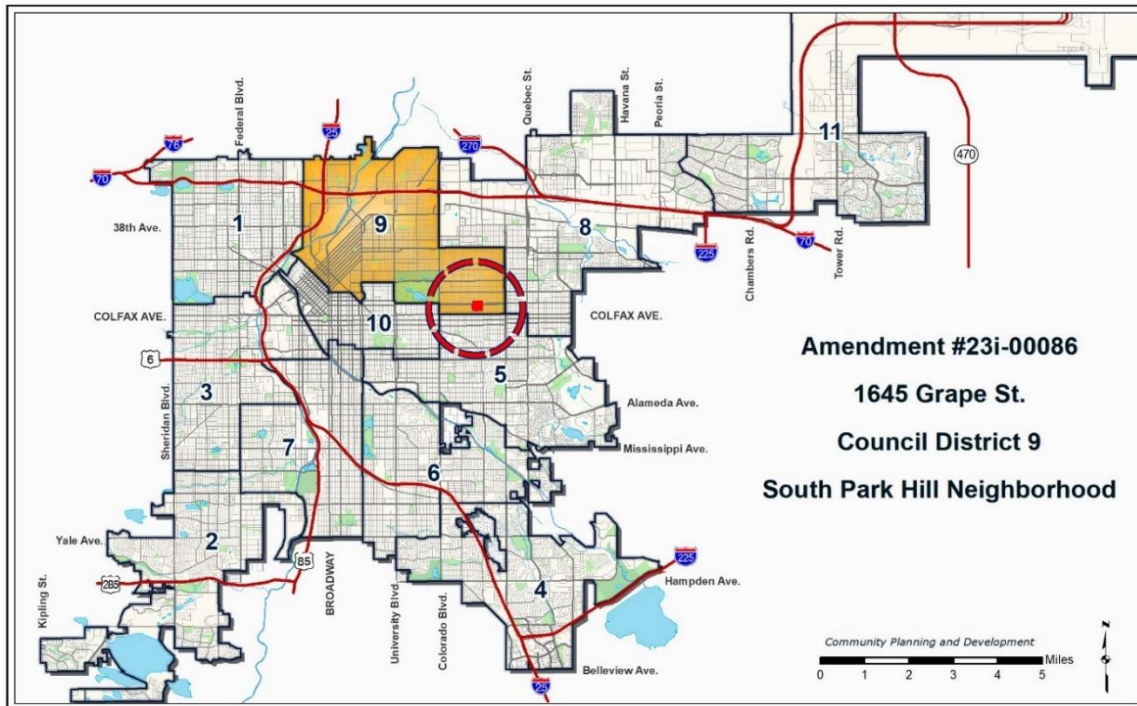 Federal Blvd.
Quebec St.
Havana St.
Peoria St.
76
25
270
11
470
70
38th Ave.
1
9
8
225
Chambers Rd.
70
Tower Rd.
COLFAX AVE.
10
COLFAX AVE.
6
5
3
Sheridan Blvd.
Alameda Ave.
7
6
Mississippi Ave.
Amendment #23i-00086
1645 Grape St.
Council District 9
South Park Hill Neighborhood
Yale Ave.
2
85
285
BROADWAY
University Blvd.
Colorado Blvd.
4
225
Hampden Ave.
Kipling St.
Belleview Ave.
25
Community Planning and Development
Miles
0 1 2 3 4 5
N